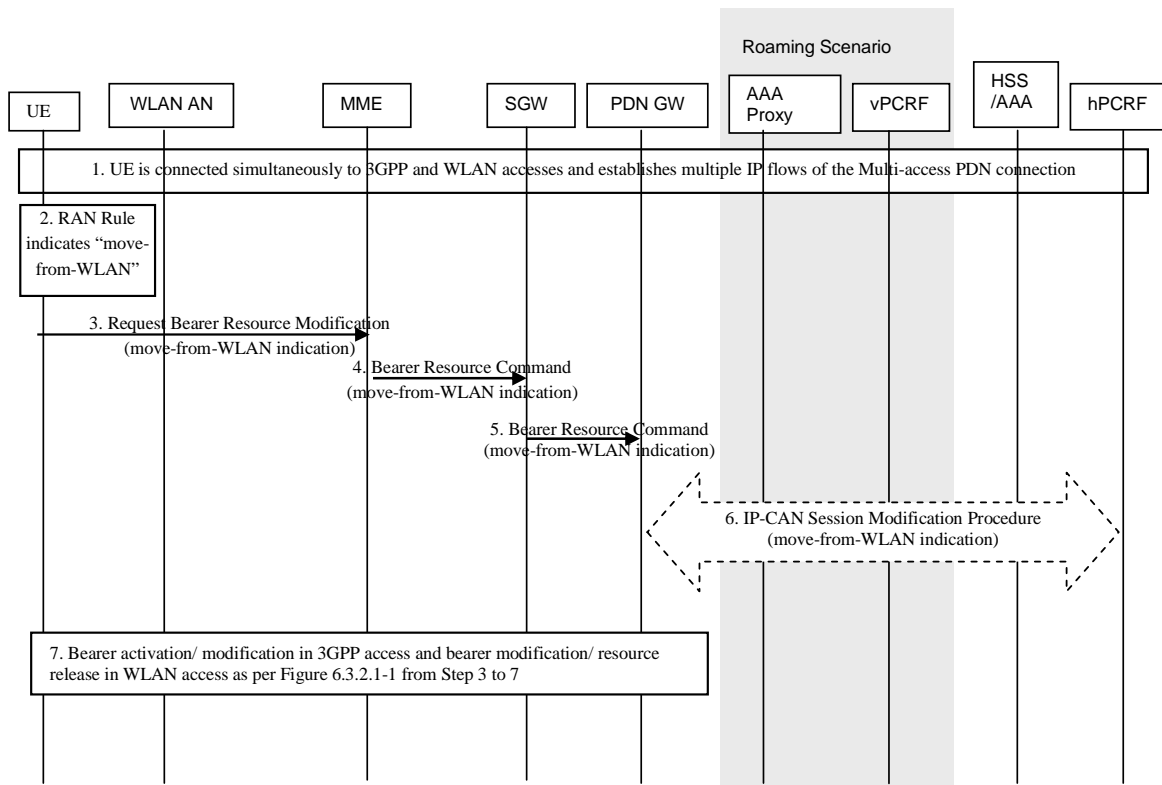 Roaming Scenario
UE
WLAN AN
MME
SGW
PDN GW
AAA
Proxy
vPCRF
HSS
/AAA
hPCRF
1. UE is connected simultaneously to 3GPP and WLAN accesses and establishes multiple IP flows of the Multi-access PDN connection
2. RAN Rule
indicates “move-
from-WLAN”
3. Request Bearer Resource Modification
(move-from-WLAN indication)
4. Bearer Resource Command
(move-from-WLAN indication)
5. Bearer Resource Command
(move-from-WLAN indication)
6. IP-CAN Session Modification Procedure
(move-from-WLAN indication)
7. Bearer activation/ modification in 3GPP access and bearer modification/ resource
release in WLAN access as per Figure 6.3.2.1-1 from Step 3 to 7